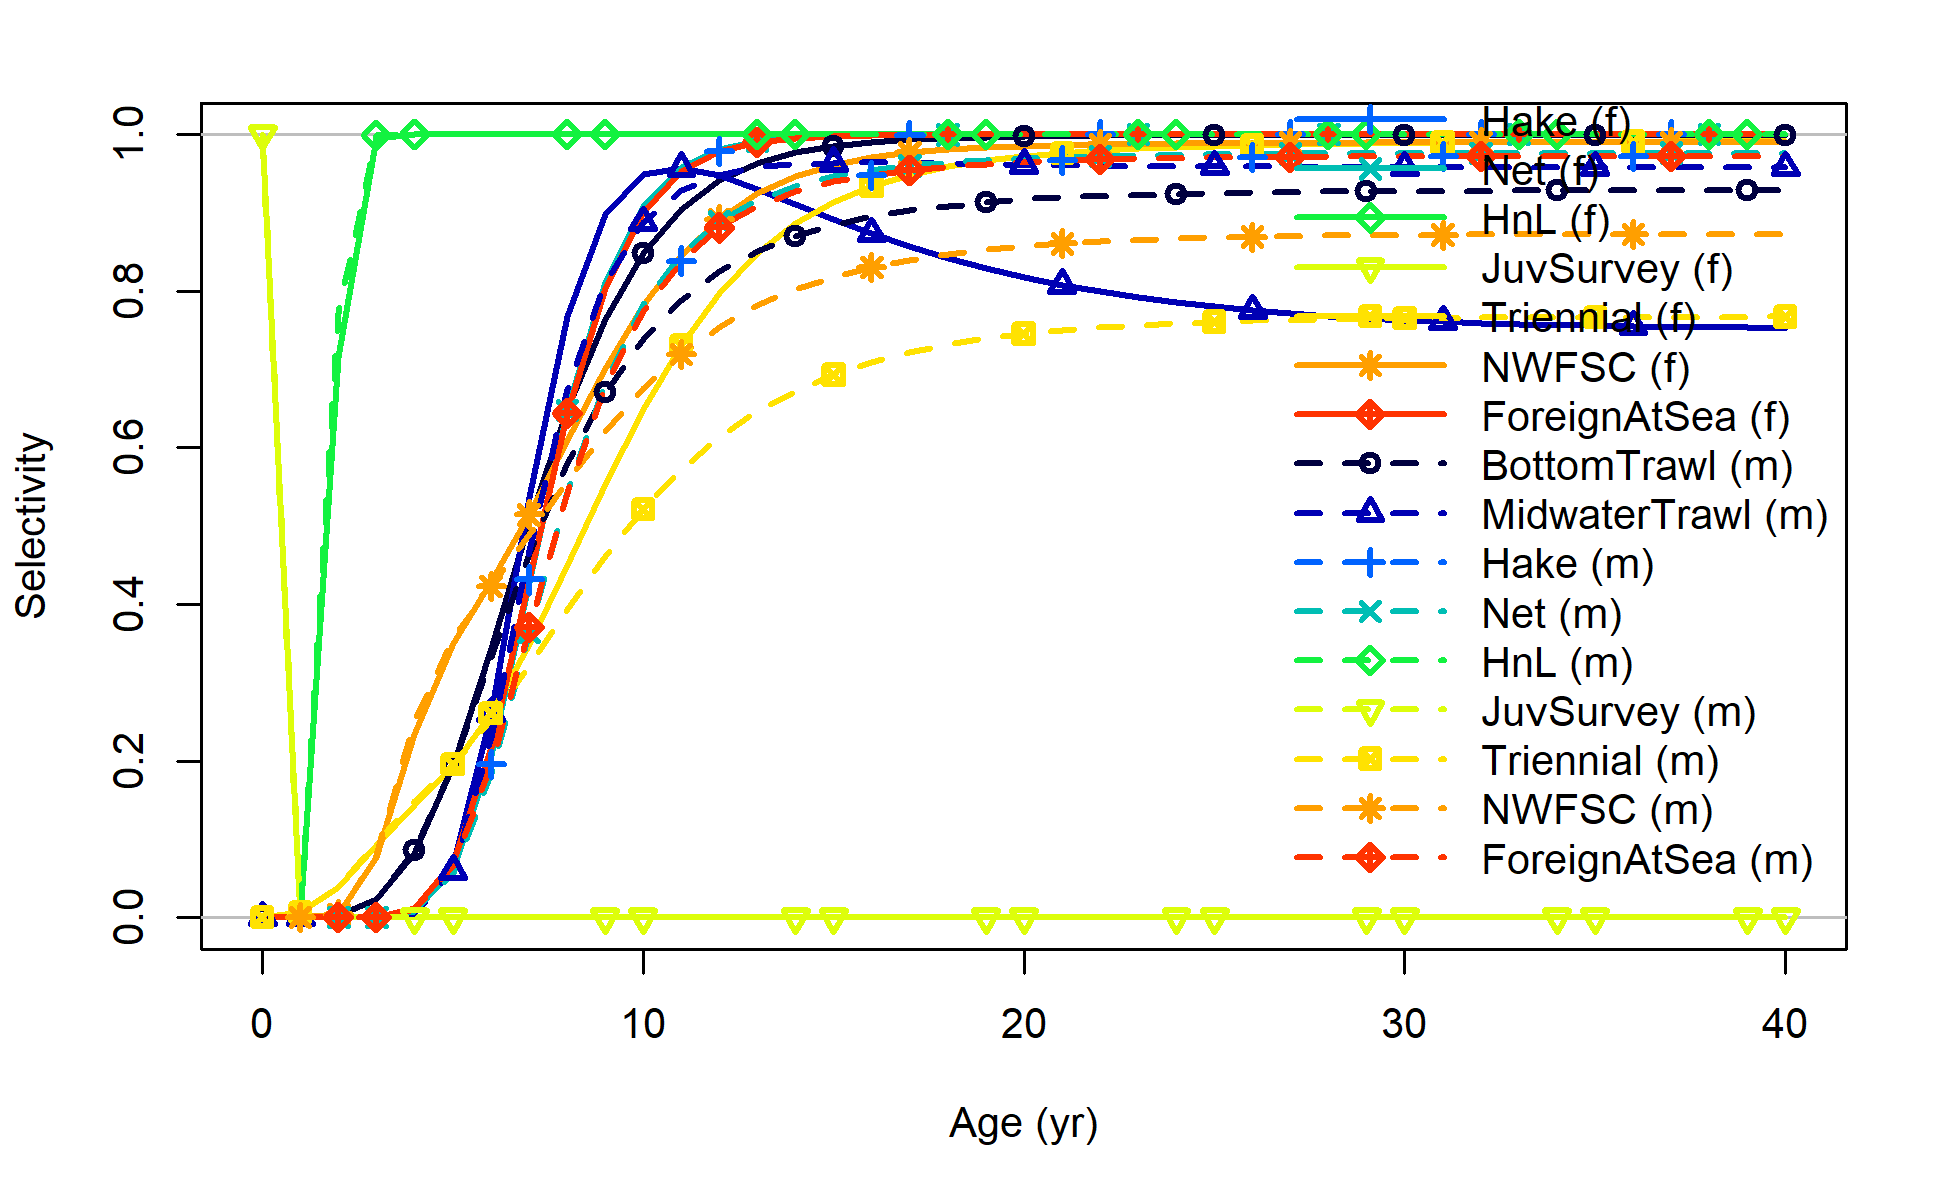 Selectivity
1.0
0.8
0.6
0.4
0.2
0.0
Hake (f)
Net (f)
HnL (f)
JuvSurvey (f)
Triennial (f)
NWFSC (f)
ForeignAtSea (f)
BottomTrawl (m)
MidwaterTrawl (m)
Hake (m)
Net (m)
HnL (m)
JuvSurvey (m)
Triennial (m)
NWFSC (m)
ForeignAtSea (m)
0 10 20 30 40
Age (yr)